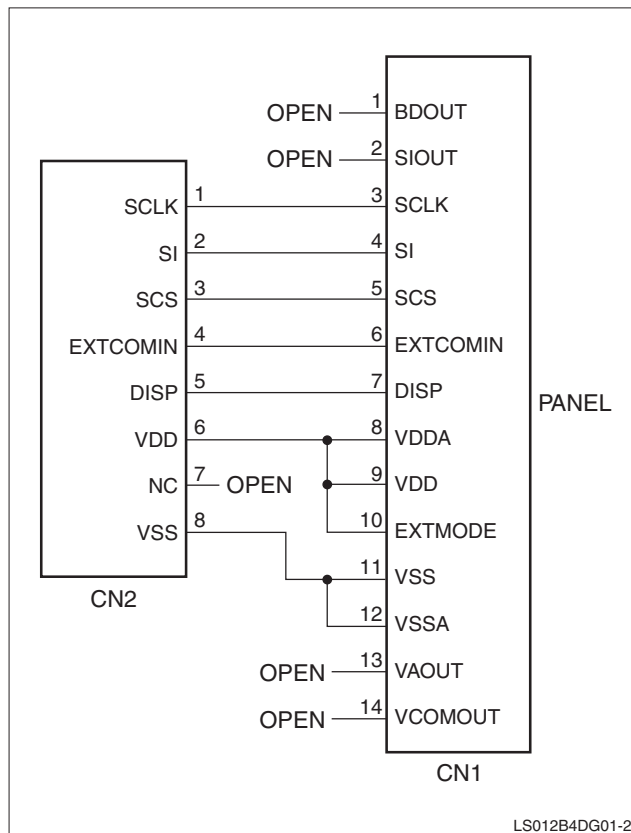 OPEN 1 BDOUT
OPEN 2 SIOUT
SCLK 1 3 SCLK
SI 2 4 SI
SCS 3 5 SCS
EXTCOMIN 4 6 EXTCOMIN
DISP 5 7 DISP
PANEL
VDD 6 8 VDDA
NC 7 OPEN 9 VDD
VSS 8 10 EXTMODE
11 VSS
CN2
12 VSSA
OPEN 13 VAOUT
OPEN 14 VCOMOUT
CN1
LS012B4DG01-2